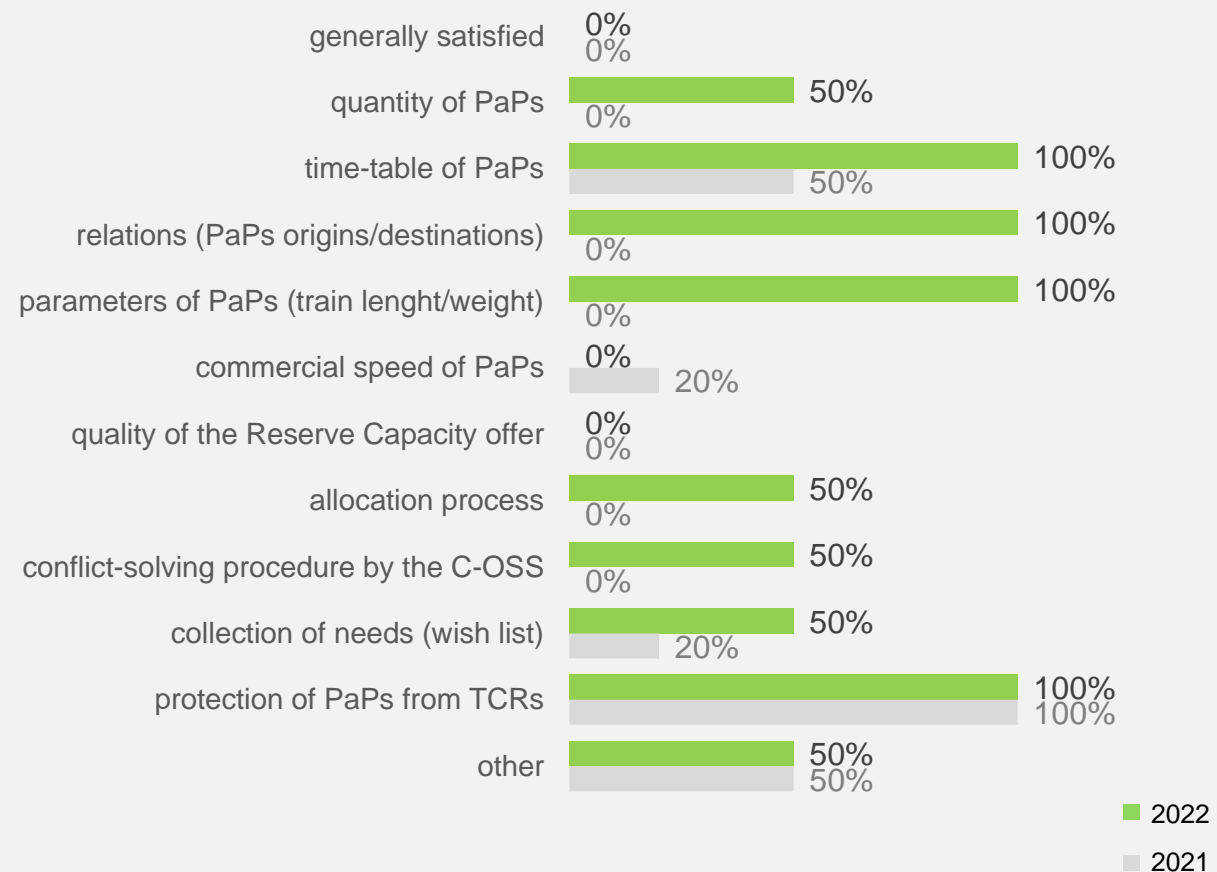 generally satisfied
0%
0%
quantity of PaPs
50%
0%
time-table of PaPs
100%
50%
relations (PaPs origins/destinations)
100%
0%
parameters of PaPs (train lenght/weight)
100%
0%
commercial speed of PaPs
0%
20%
quality of the Reserve Capacity offer
0%
0%
allocation process
50%
0%
conflict-solving procedure by the C-OSS
50%
0%
collection of needs (wish list)
50%
20%
protection of PaPs from TCRs
100%
100%
other
50%
50%
2022
2021